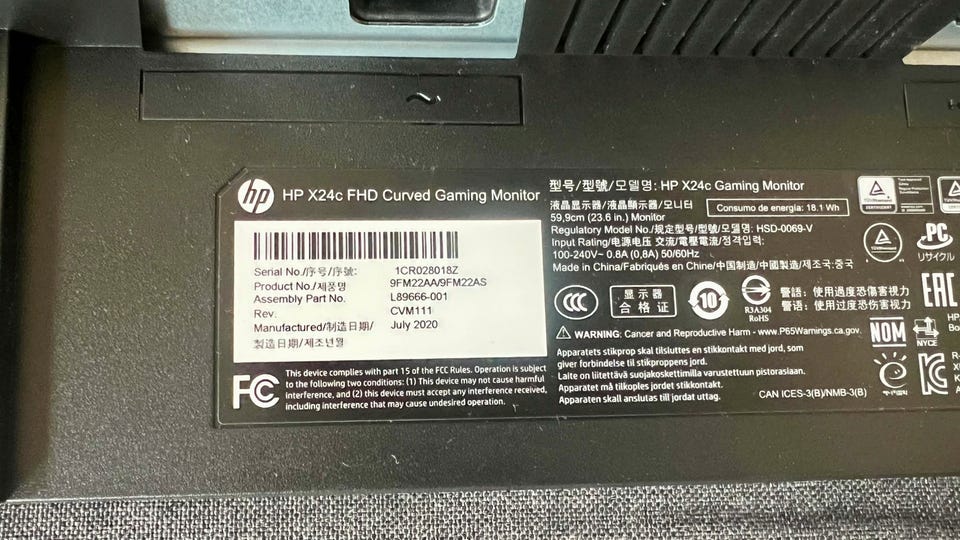 hp
HP X24c FHD Curved Gaming Monitor
Serial No./序号/序號: 1CR028018Z
Product No./제품명 9FM22AA/9FM22AS
Assembly Part No. L89666-001
Rev. CVM111
Manufactured/制造日期/ July 2020
製造日期/제조년월
FC
This device complies with part 15 of the FCC Rules. Operation is subject
to the following two conditions: (1) This device may not cause harmful
interference, and (2) this device must accept any interference received,
including interference that may cause undesired operation.
型号/型號/모델명: HP X24c Gaming Monitor
液晶显示器/液晶顯示器/모니터
59,9cm (23.6 in.) Monitor
Consumo de energía: 18.1 Wh
Regulatory Model No./规定型号/型號/모델명: HSD-0069-V
Input Rating/电源电压 交流/電壓電流/정격입력:
100-240V~ 0.8A (0,8A) 50/60Hz
Made in China/Fabriqués en Chine/中国制造/中國製造/제조국:중국
CCC
显示器
合格证
10
R3A304
RoHS
警語: 使用過度恐傷害視力
警语: 使用过度恐伤害视力
WARNING: Cancer and Reproductive Harm - www.P65Warnings.ca.gov.
Apparatets stikprop skal tilsluttes en stikkontakt med jord, som
giver forbindelse til stikproppens jord.
Laite on liitettävä suojakoskettimilla varustettuun pistorasiaan.
Apparatet må tilkoples jordet stikkontakt.
Apparaten skall anslutas till jordat uttag.
CAN ICES-3(B)/NMB-3(B)
PC
リサイクル
EAC
NOM
NYCE
HP